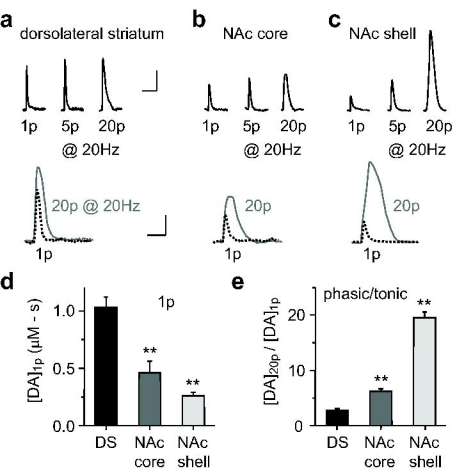 a dorsolateral striatum
b NAc core
c NAc shell
1p 5p 20p
@ 20Hz
1p 5p 20p
@ 20Hz
1p 5p 20p
@ 20Hz
20p @ 20Hz
1p
20p
1p
20p
1p
d
1p
[DA]1p (µM - s)
1.0
0.5
0.0
**
**
DS
NAc core
NAc shell
e
phasic/tonic
[DA]20p / [DA]1p
20
10
0
**
**
DS
NAc core
NAc shell